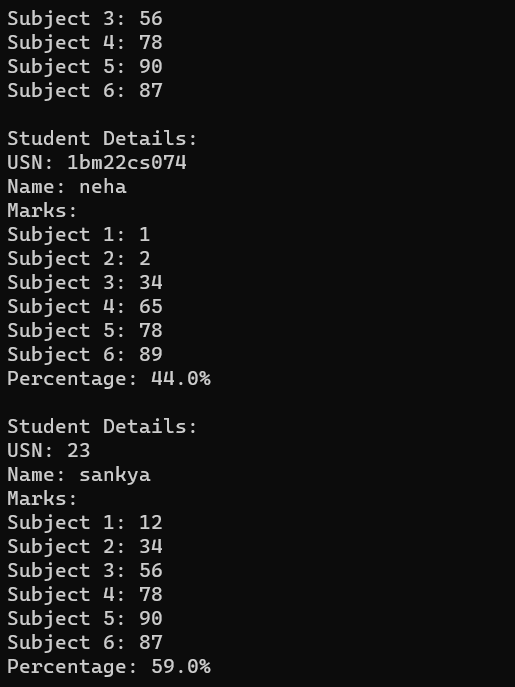 Subject 3: 56
Subject 4: 78
Subject 5: 90
Subject 6: 87

Student Details:
USN: 1bm22cs074
Name: neha
Marks:
Subject 1: 1
Subject 2: 2
Subject 3: 34
Subject 4: 65
Subject 5: 78
Subject 6: 89
Percentage: 44.0%

Student Details:
USN: 23
Name: sankya
Marks:
Subject 1: 12
Subject 2: 34
Subject 3: 56
Subject 4: 78
Subject 5: 90
Subject 6: 87
Percentage: 59.0%